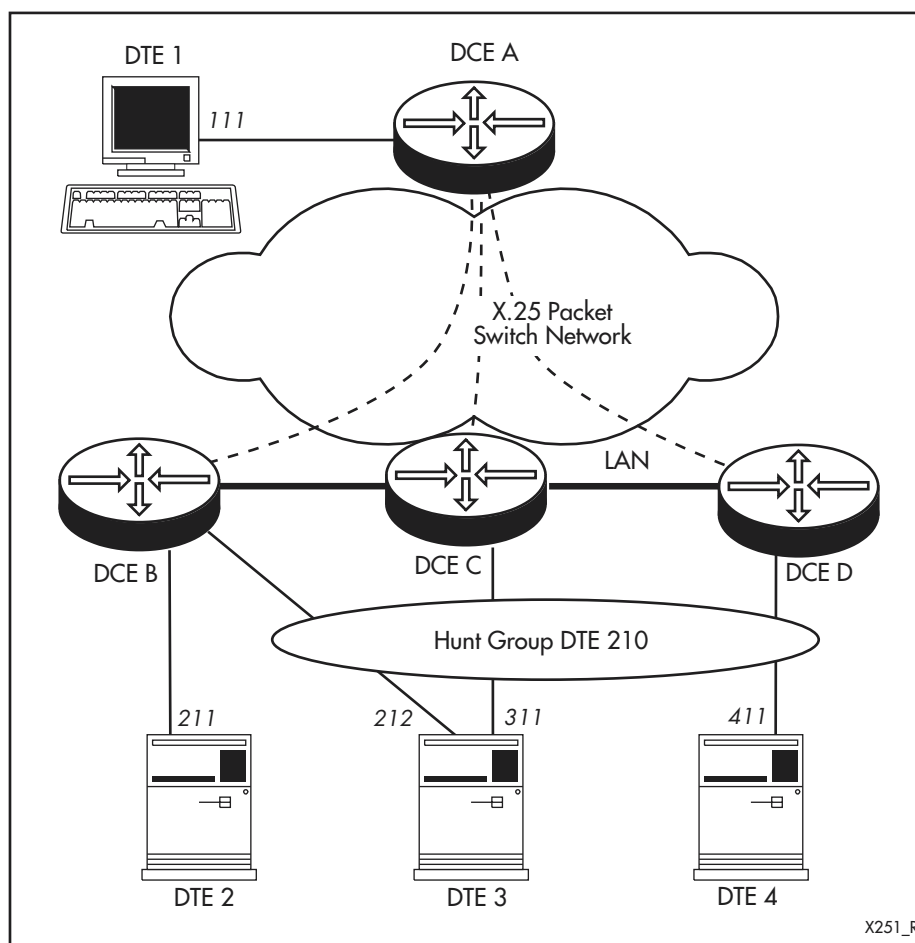 DTE 1
DCE A
111
X.25 Packet
Switch Network
LAN
DCE B
DCE C
DCE D
Hunt Group DTE 210
211
212
311
411
DTE 2
DTE 3
DTE 4
X251_R